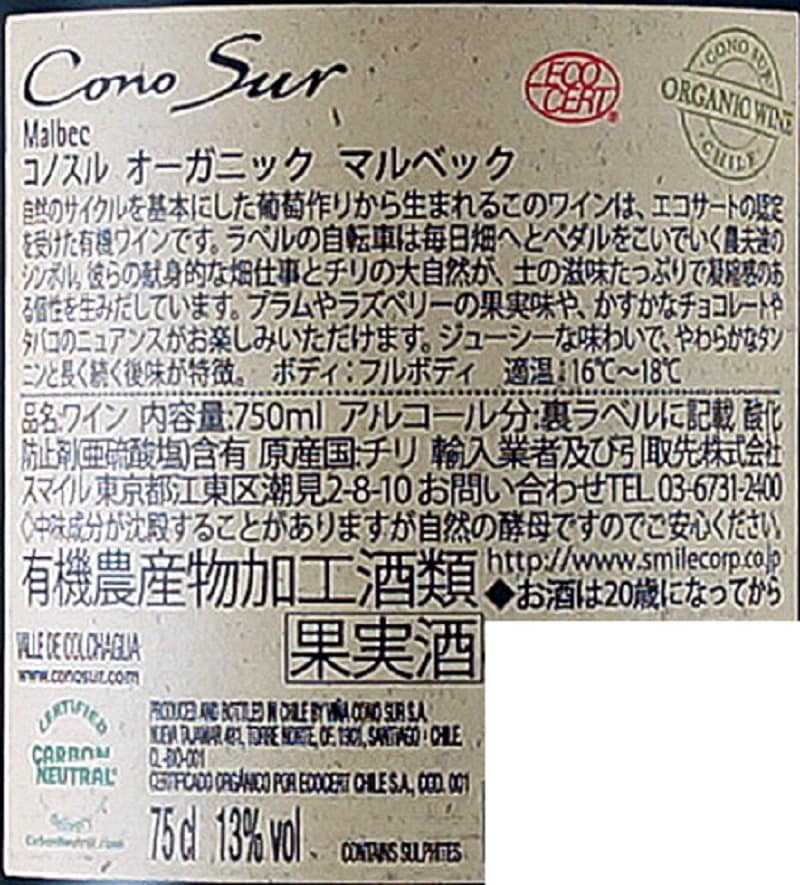 Cono Sur
ECO
CERT
®
CONO SUR
ORGANIC WINE
CHILE
Malbec
コノスル オーガニック マルベック
自然のサイクルを基本にした葡萄作りから生まれるこのワインは、エコサートの認定
を受けた有機ワインです。ラベルの自転車は毎日畑へとペダルをこいでいく農夫達の
シンボル。彼らの献身的な畑仕事とチリの大自然が、土の滋味たっぷりで凝縮感のあ
る個性を生みだしています。プラムやラズベリーの果実味や、かすかなチョコレートや
タバコのニュアンスがお楽しみいただけます。ジューシーな味わいで、やわらかなタン
ニンと長く続く後味が特徴。 ボディ：フルボディ 適温：16℃～18℃
品名:ワイン 内容量:750ml アルコール分:裏ラベルに記載 酸化
防止剤(亜硫酸塩)含有 原産国:チリ 輸入業者及び引取先:株式会社
スマイル 東京都江東区潮見2-8-10 お問い合わせTEL.03-6731-2400
◇中味成分が沈殿することがありますが自然の酵母ですのでご安心ください。
有機農産物加工酒類 http://www.smilecorp.co.jp
◆お酒は20歳になってから
VALLE DE COLCHAGUA
www.conosur.com
果実酒
CERTIFIED
CARBON
NEUTRAL
PRODUCED AND BOTTLED IN CHILE BY VIÑA CONO SUR S.A.
NUEVA TAJAMAR 481, TORRE NORTE, OF. 1901, SANTIAGO - CHILE.
CL-BIO-001
CERTIFICADO ORGÁNICO POR ECOCERT CHILE S.A., COD. 001
75 cl 13% vol
CONTAINS SULPHITES